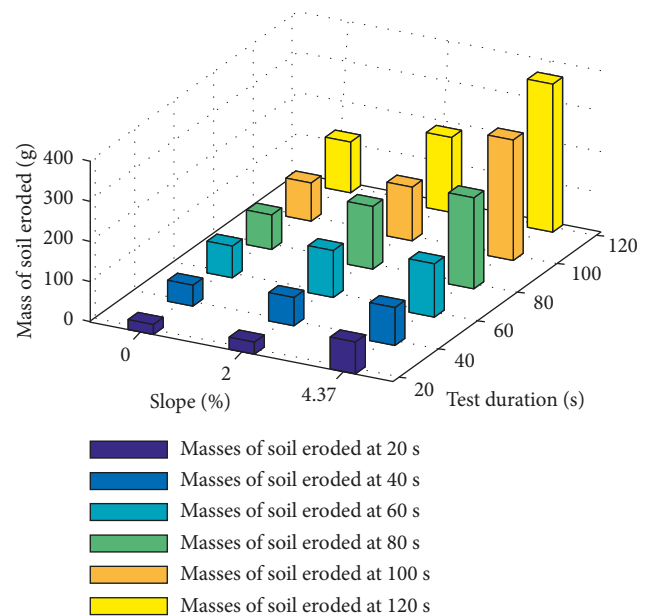 Mass of soil eroded (g)
400
300
200
100
0
0
2
4.37
Slope (%)
20
40
60
80
100
120
Test duration (s)
Masses of soil eroded at 20 s
Masses of soil eroded at 40 s
Masses of soil eroded at 60 s
Masses of soil eroded at 80 s
Masses of soil eroded at 100 s
Masses of soil eroded at 120 s